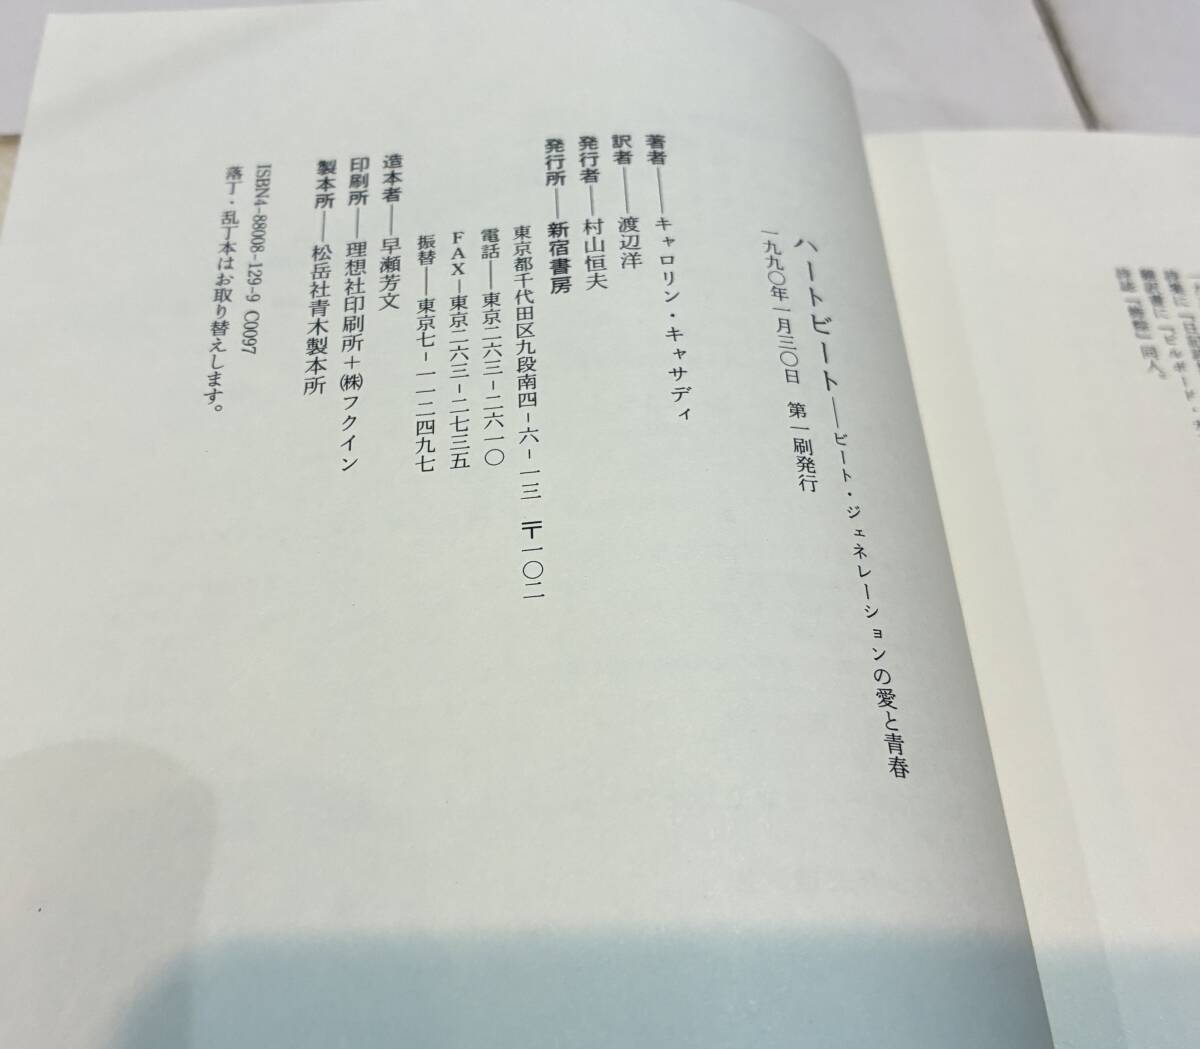 詩誌『勝郎』同人。
ハートビート——ビート・ジェネレーションの愛と青春
一九九〇年一月三〇日　第一刷発行
著者——キャロリン・キャサディ
訳者——渡辺洋
発行者——村山恒夫
発行所——新宿書房
東京都千代田区九段南四-六-一三　〒一〇二
電話——東京二六三-二六一〇
FAX-東京二六三-二七三五
振替——東京七-一一二四九七
造本者——早瀬芳文
印刷所——理想社印刷所+㈱フクイン
製本所——松岳社青木製本所
ISBN4-88008-129-9 C0097
落丁・乱丁本はお取り替えします。